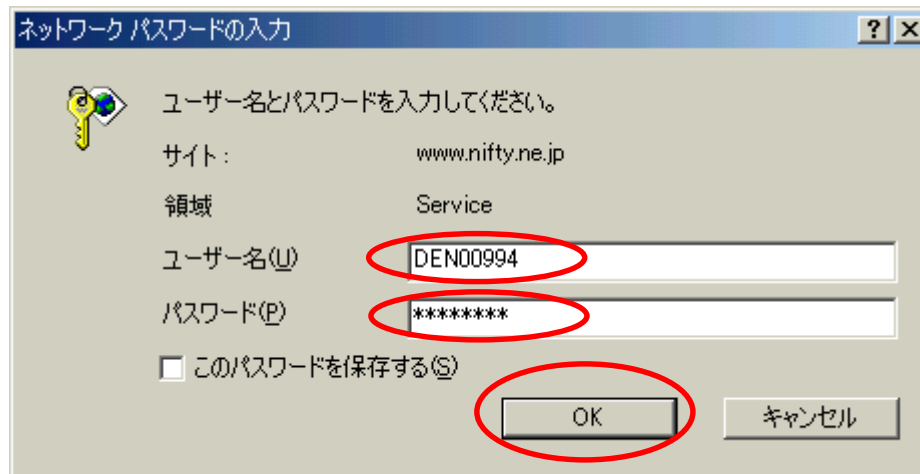 ネットワーク パスワードの入力
ユーザー名とパスワードを入力してください。
サイト : www.nifty.ne.jp
領域 Service
ユーザー名(U) DEN00994
パスワード(P) ********
このパスワードを保存する(S)
OK キャンセル